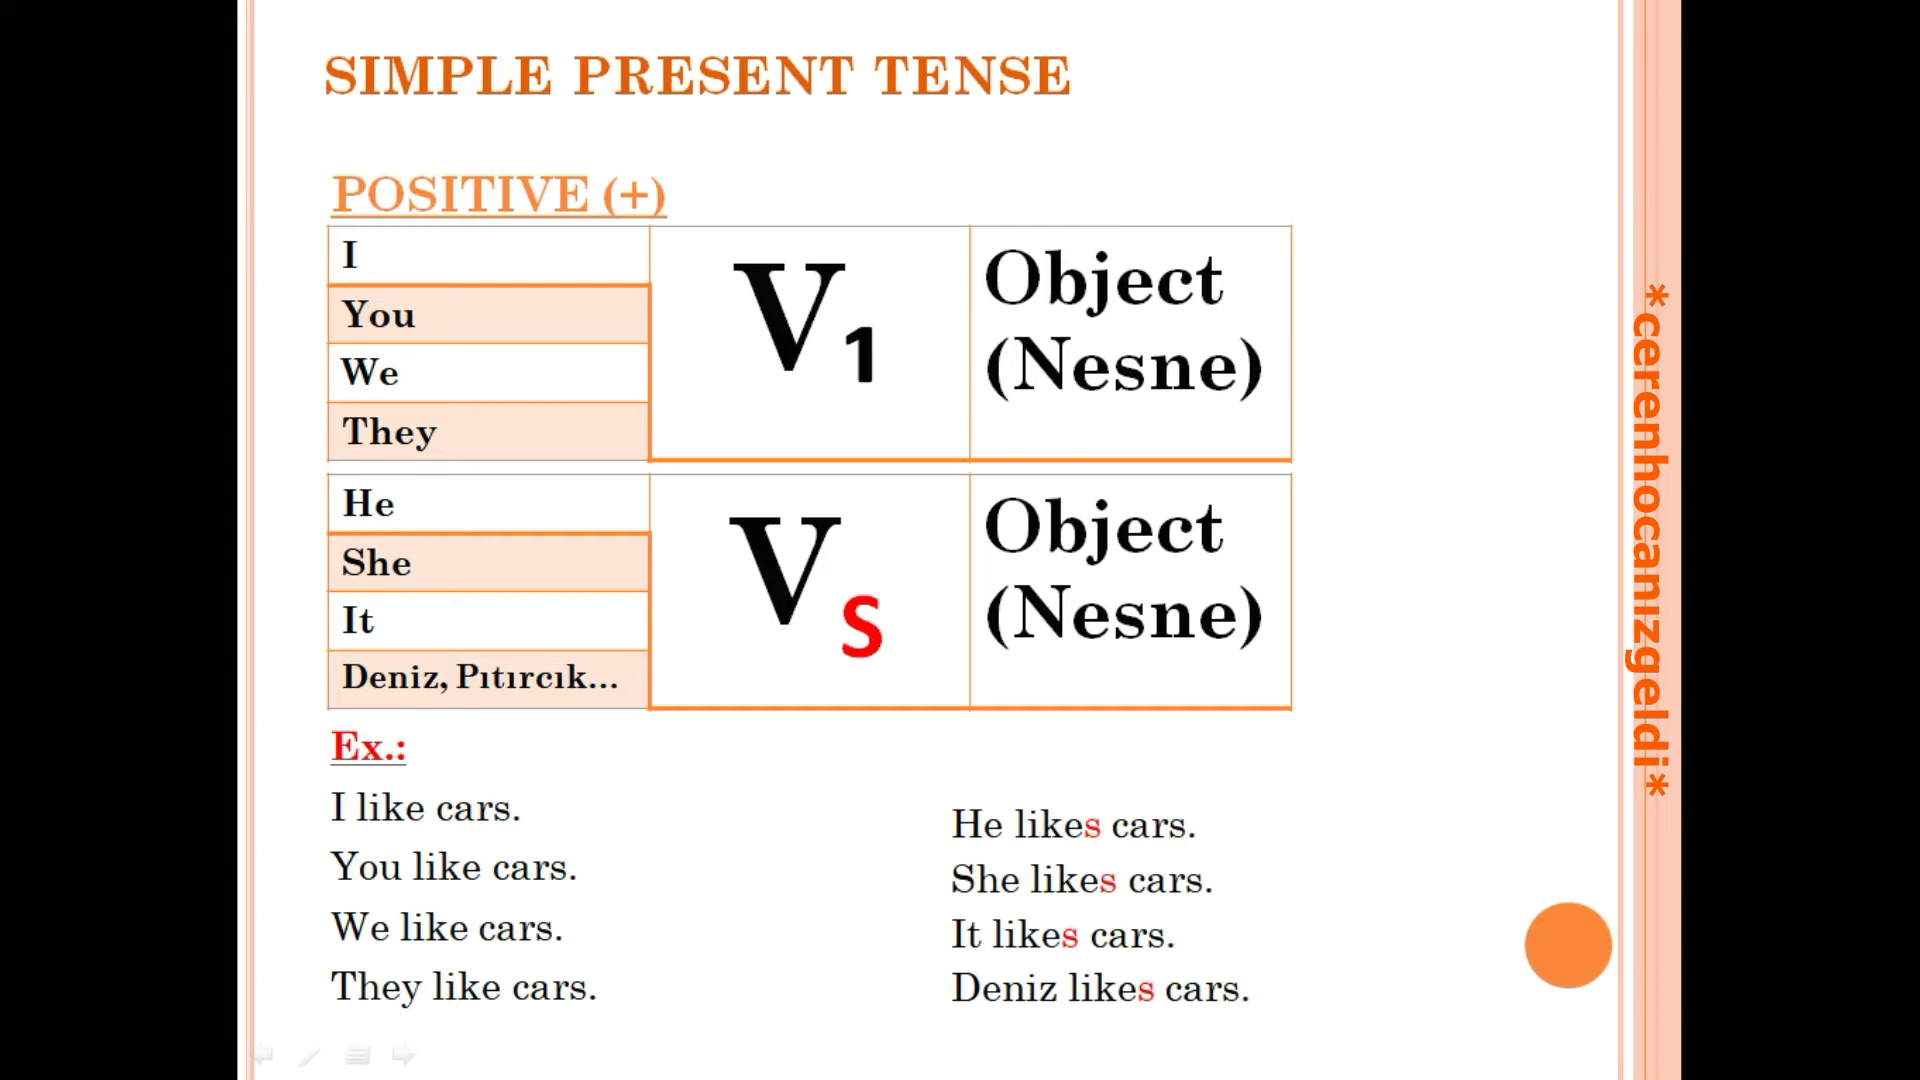 SIMPLE PRESENT TENSE
POSITIVE (+)
I
You
We
They
V1
Object
(Nesne)
He
She
It
Deniz, Pıtırcık...
Vs
Object
(Nesne)
Ex.:
I like cars.
You like cars.
We like cars.
They like cars.
He likes cars.
She likes cars.
It likes cars.
Deniz likes cars.
*cerenhocamızgeldi*